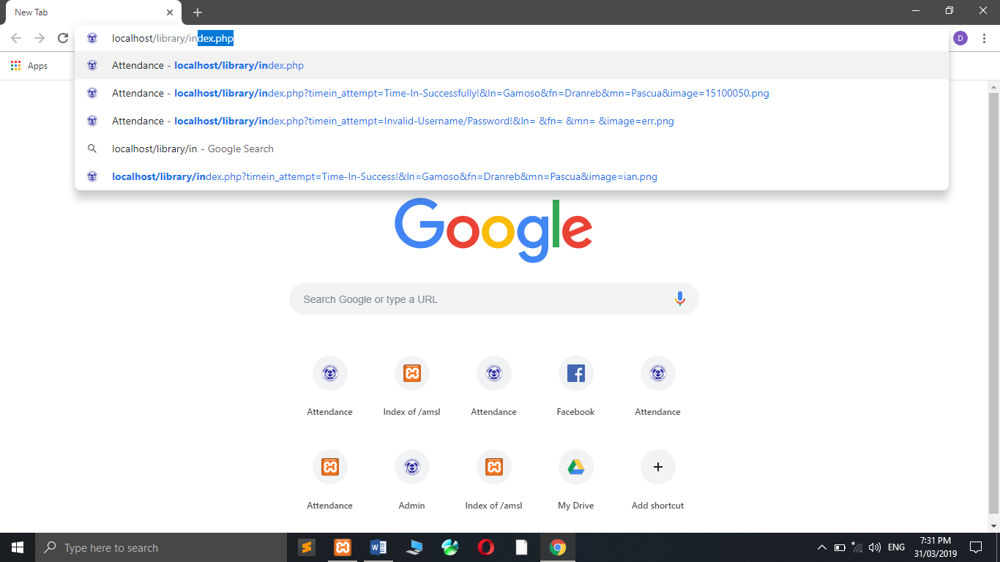 New Tab
localhost/library/index.php
D
Apps
Attendance - localhost/library/index.php
Attendance - localhost/library/index.php?timein_attempt=Time-In-Successfully!&ln=Gamoso&fn=Dranreb&mn=Pascua&image=15100050.png
Attendance - localhost/library/index.php?timein_attempt=Invalid-Username/Password!&ln= &fn= &mn= &image=err.png
localhost/library/in - Google Search
localhost/library/index.php?timein_attempt=Time-In-Success!&ln=Gamoso&fn=Dranreb&mn=Pascua&image=ian.png
Google
Search Google or type a URL
Attendance
Index of /amsl
Attendance
Facebook
Attendance
Attendance
Admin
Index of /amsl
My Drive
Add shortcut
Type here to search
ENG
7:31 PM
31/03/2019